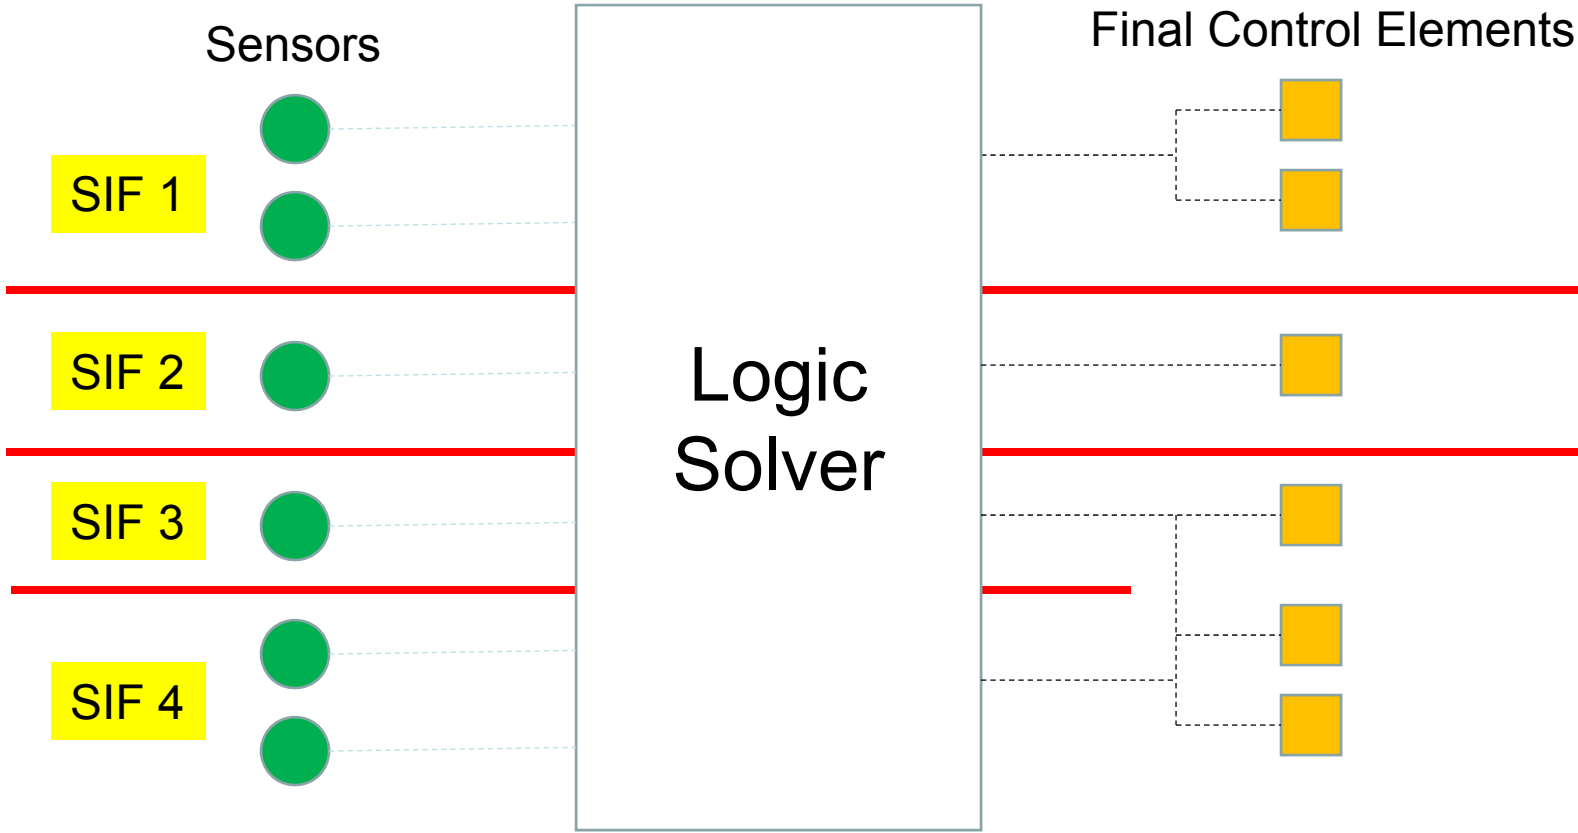 Sensors
Final Control Elements
SIF 1
SIF 2
Logic
Solver
SIF 3
SIF 4